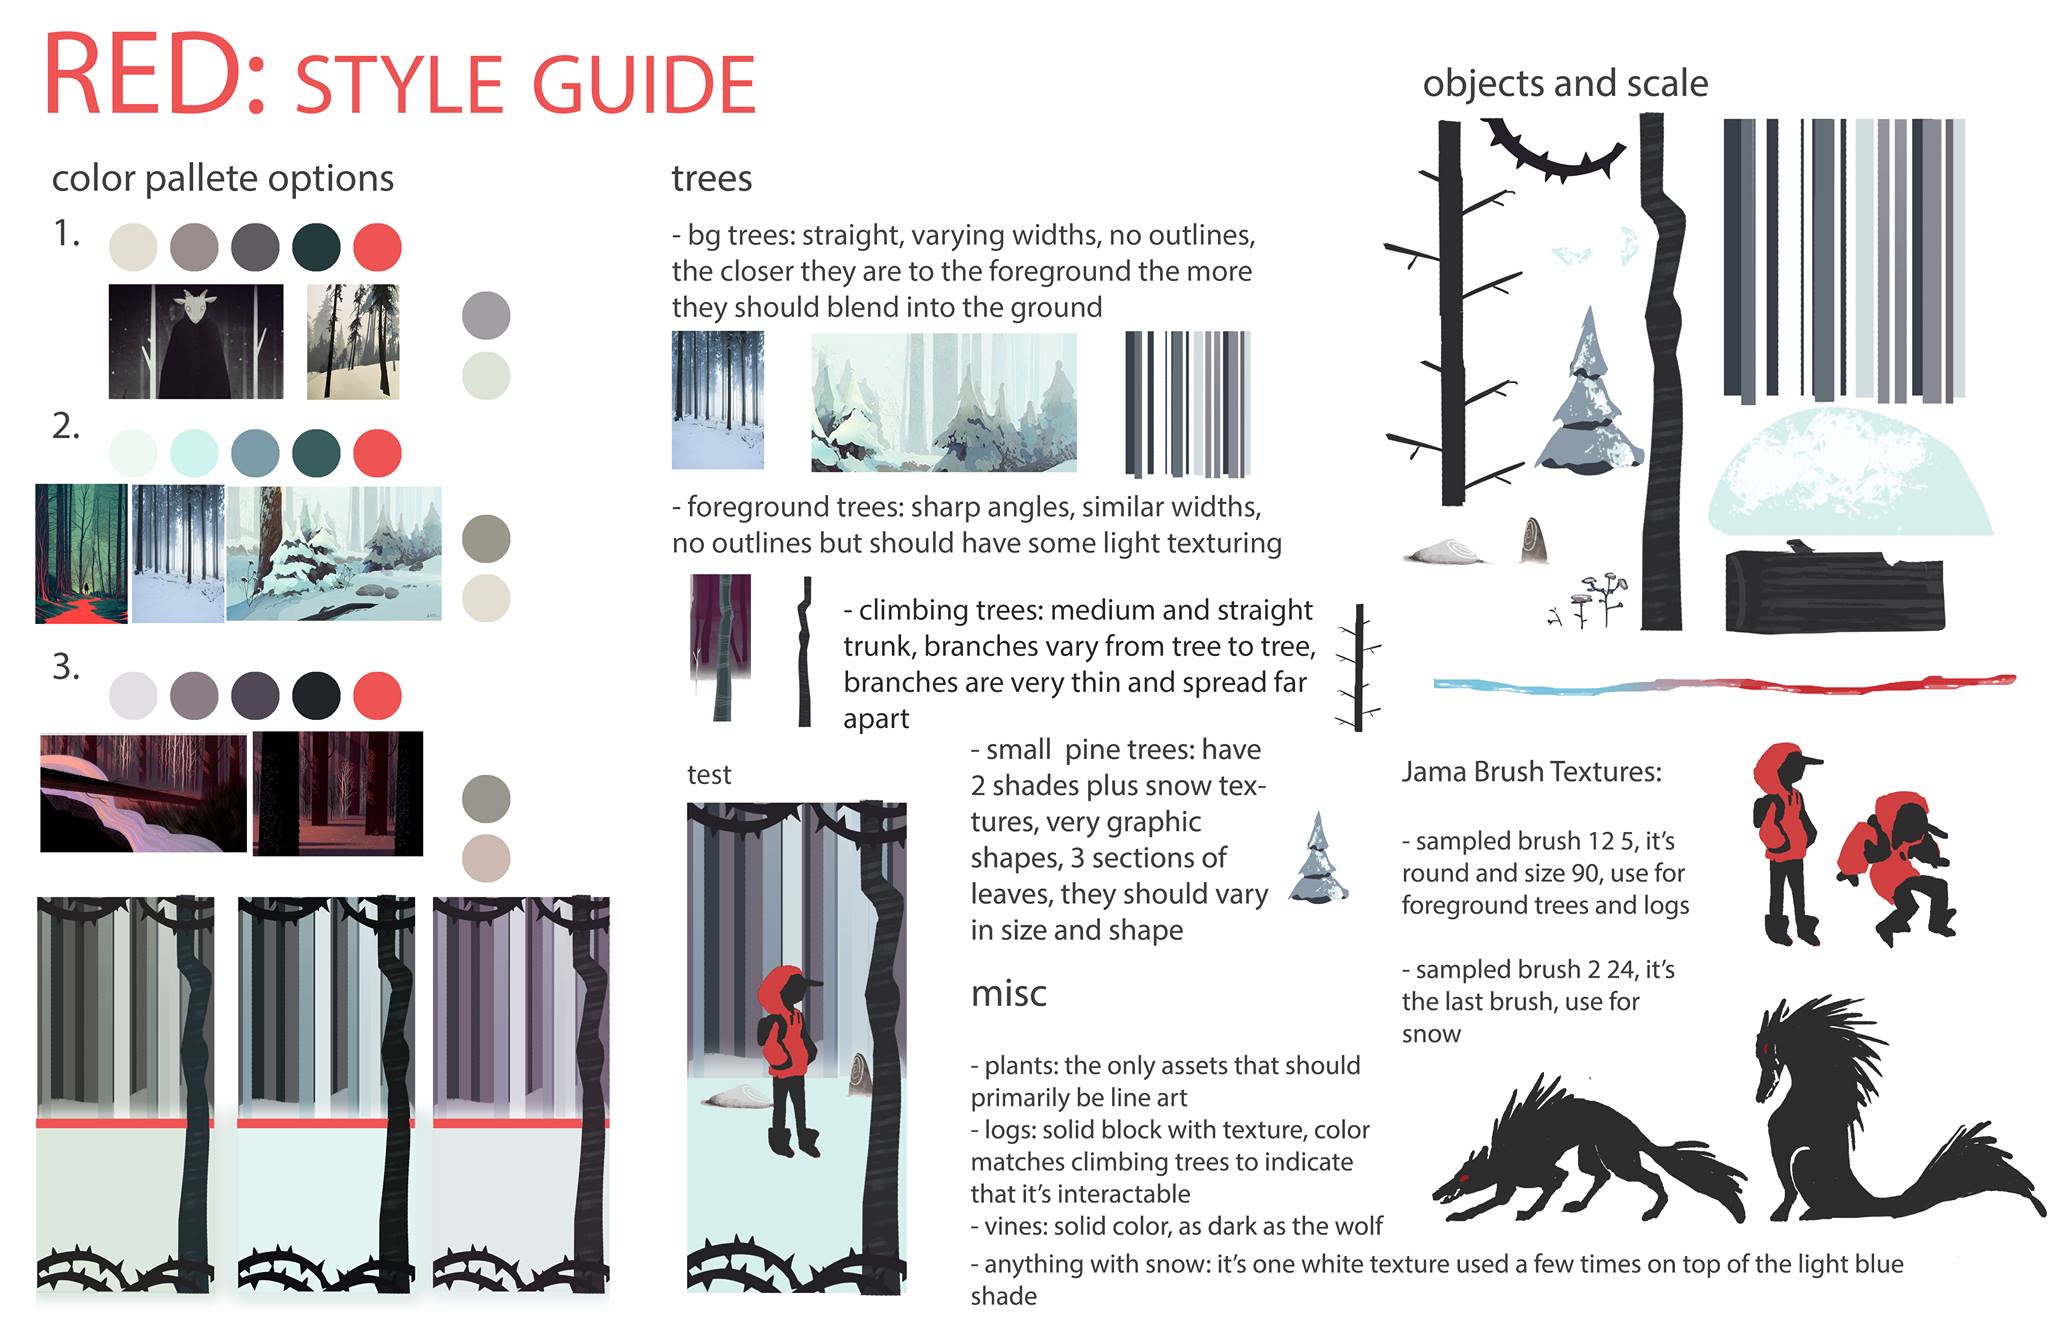 RED: STYLE GUIDE
color pallete options
1.
2.
3.
trees
- bg trees: straight, varying widths, no outlines,
the closer they are to the foreground the more
they should blend into the ground
- foreground trees: sharp angles, similar widths,
no outlines but should have some light texturing
- climbing trees: medium and straight
trunk, branches vary from tree to tree,
branches are very thin and spread far
apart
test
- small pine trees: have
2 shades plus snow tex-
tures, very graphic
shapes, 3 sections of
leaves, they should vary
in size and shape
misc
- plants: the only assets that should
primarily be line art
- logs: solid block with texture, color
matches climbing trees to indicate
that it's interactable
- vines: solid color, as dark as the wolf
- anything with snow: it's one white texture used a few times on top of the light blue
shade
objects and scale
Jama Brush Textures:
- sampled brush 12 5, it's
round and size 90, use for
foreground trees and logs
- sampled brush 2 24, it's
the last brush, use for
snow